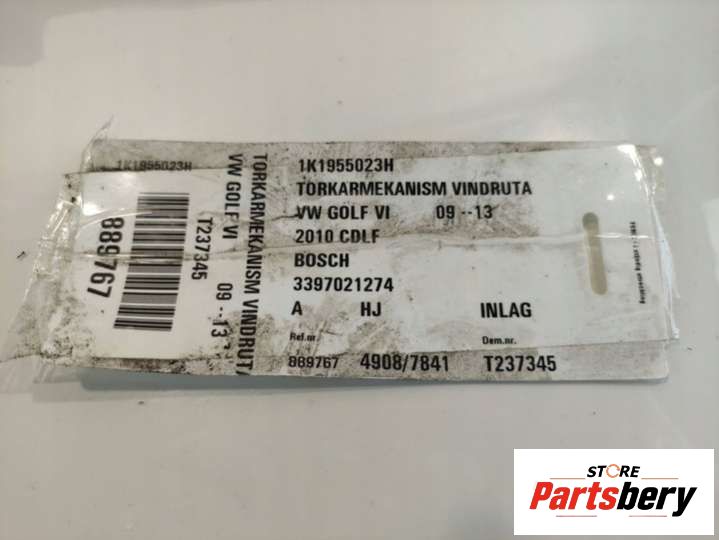 1K1955023H
TORKARMEKANISM VINDRUTA
VW GOLF VI 09 -- 13
2010 CDLF
BOSCH
3397021274
A HJ INLAG
Ref.nr. Dem.nr.
889767 4908/7841 T237345
1K1955023H
TORKARMEKANISM VINDRUTA
VW GOLF VI 09 -- 13
T237345
889767
STORE
Partsbery